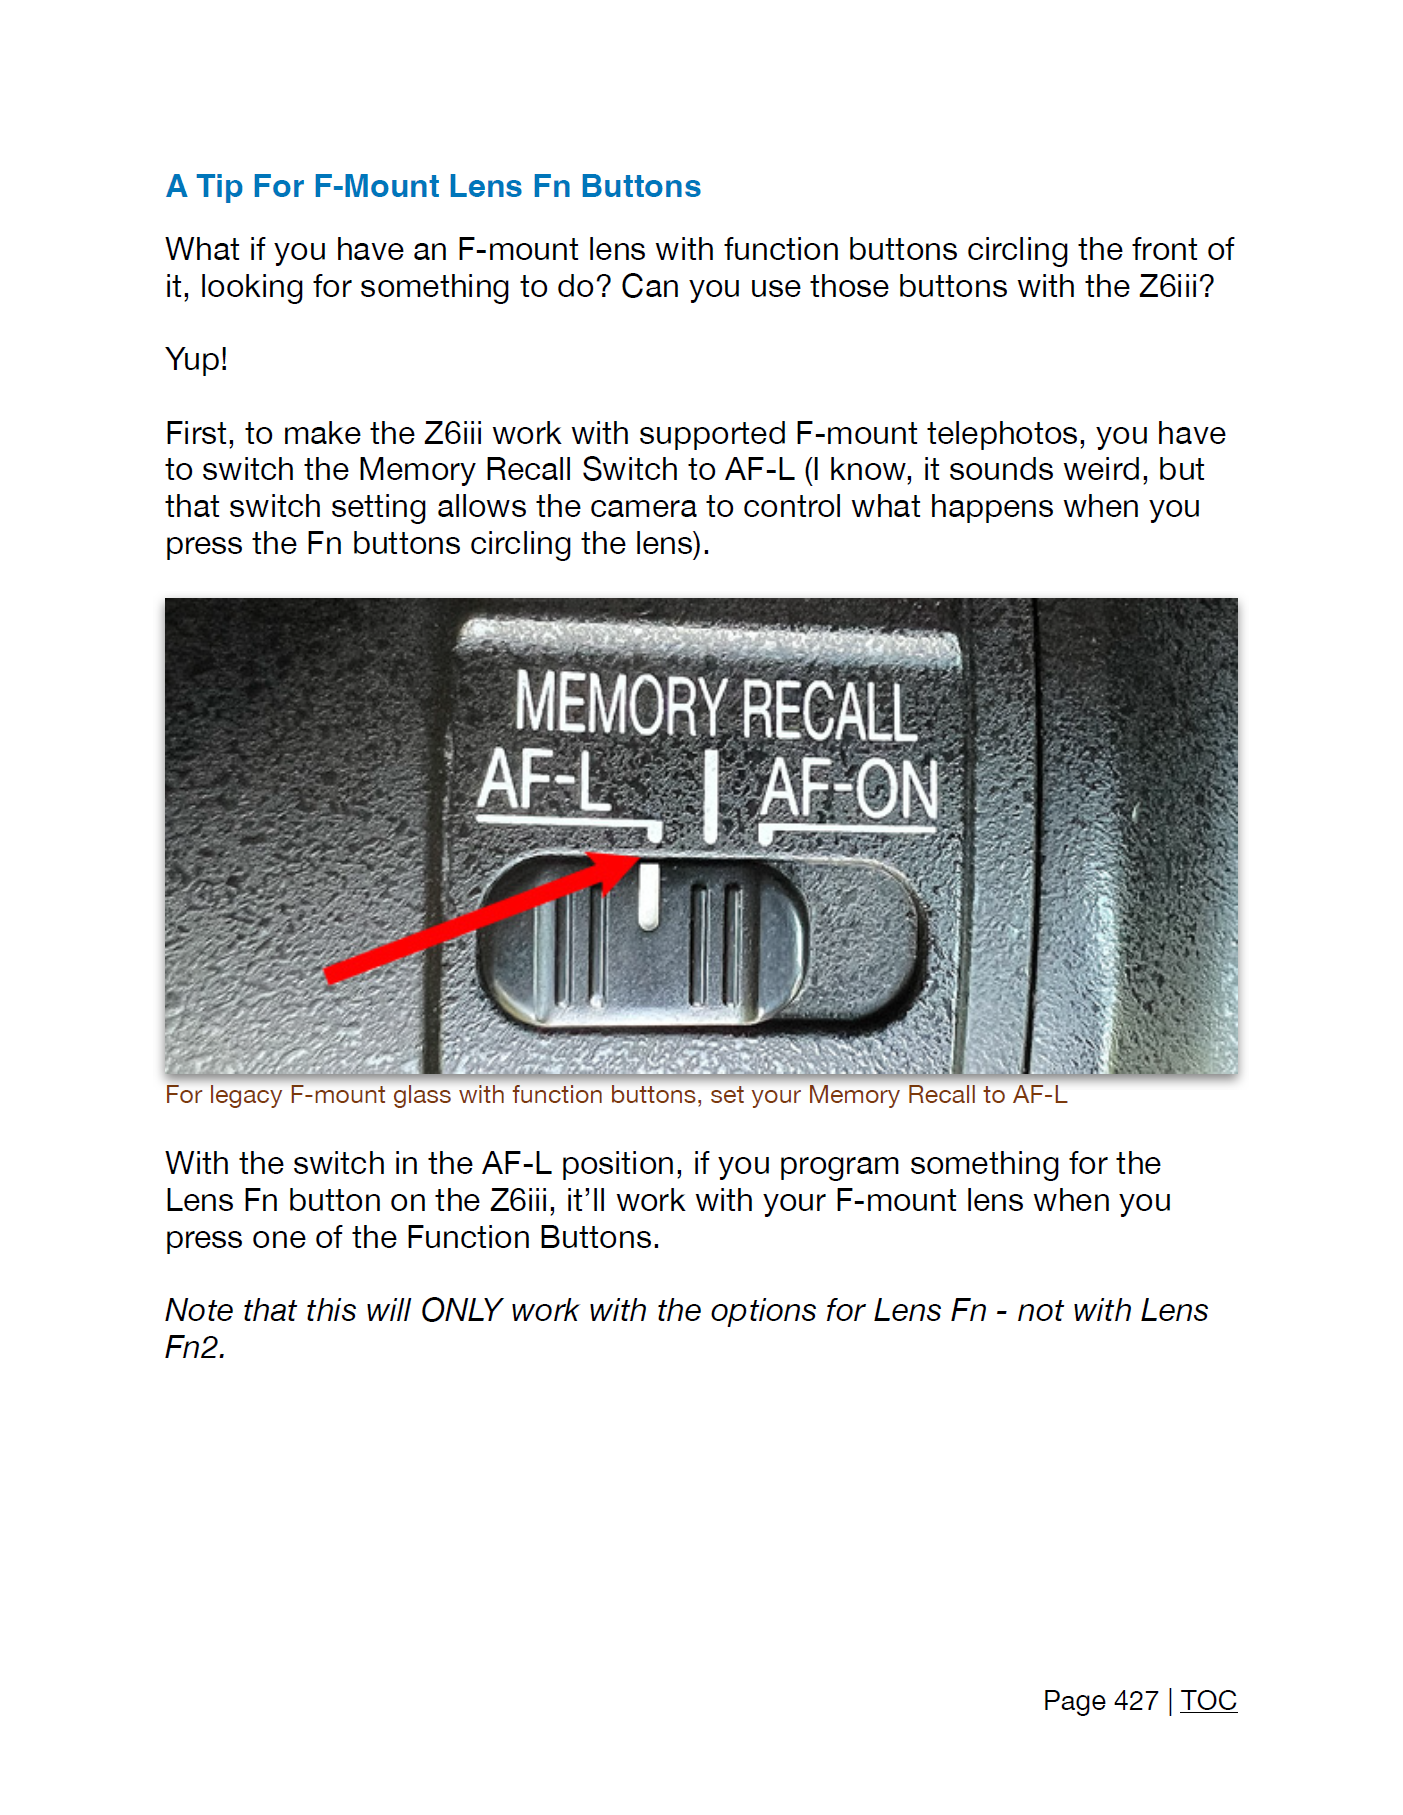 A Tip For F-Mount Lens Fn Buttons
What if you have an F-mount lens with function buttons circling the front of
it, looking for something to do? Can you use those buttons with the Z6iii?
Yup!
First, to make the Z6iii work with supported F-mount telephotos, you have
to switch the Memory Recall Switch to AF-L (I know, it sounds weird, but
that switch setting allows the camera to control what happens when you
press the Fn buttons circling the lens).
MEMORY RECALL
AF-L AF-ON
For legacy F-mount glass with function buttons, set your Memory Recall to AF-L
With the switch in the AF-L position, if you program something for the
Lens Fn button on the Z6iii, it’ll work with your F-mount lens when you
press one of the Function Buttons.
Note that this will ONLY work with the options for Lens Fn - not with Lens
Fn2.
Page 427 | TOC